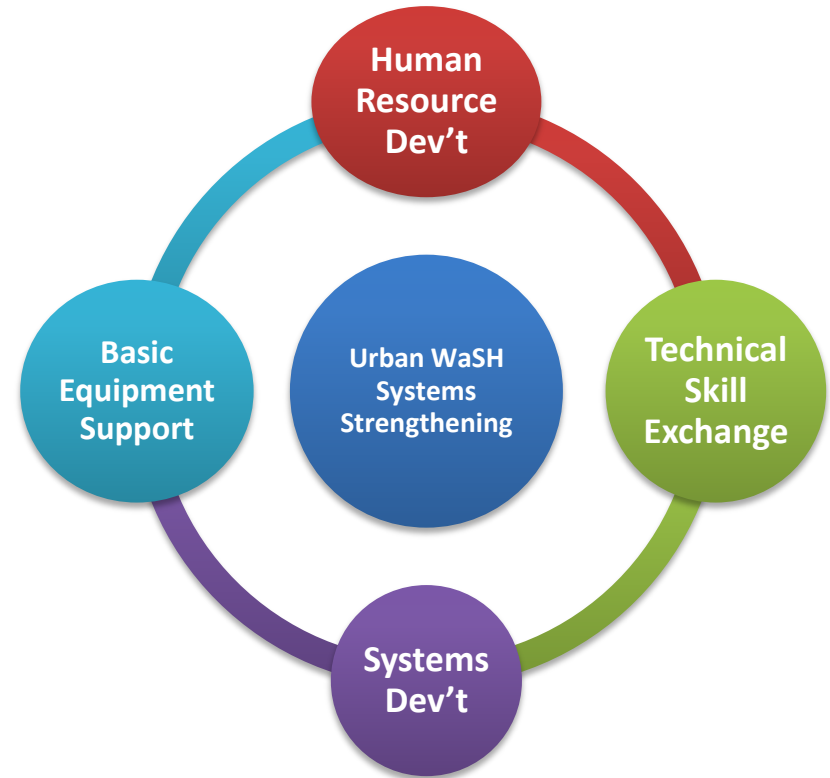 Human
Resource
Dev’t
Basic
Equipment
Support
Urban WaSH
Systems
Strengthening
Technical
Skill
Exchange
Systems
Dev’t